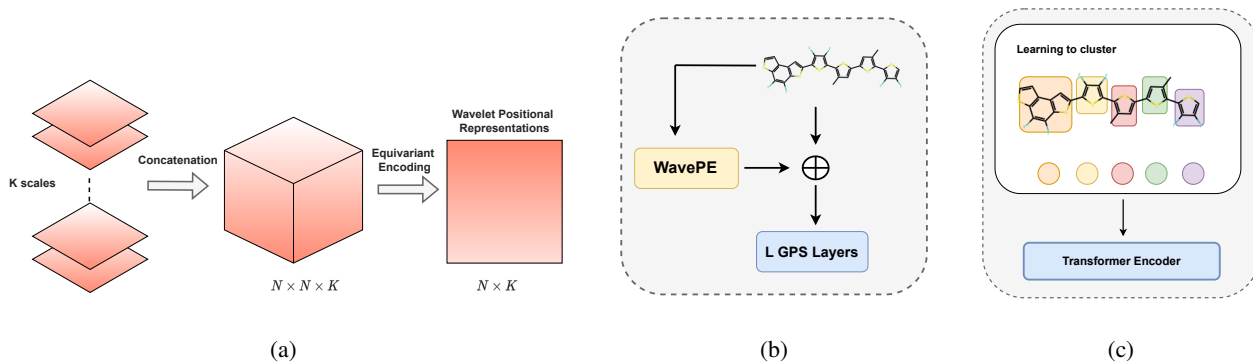 K scales
Concatenation
N × N × K
Equivariant
Encoding
Wavelet Positional
Representations
N × K
(a)
WavePE
L GPS Layers
(b)
Learning to cluster
Transformer Encoder
(c)